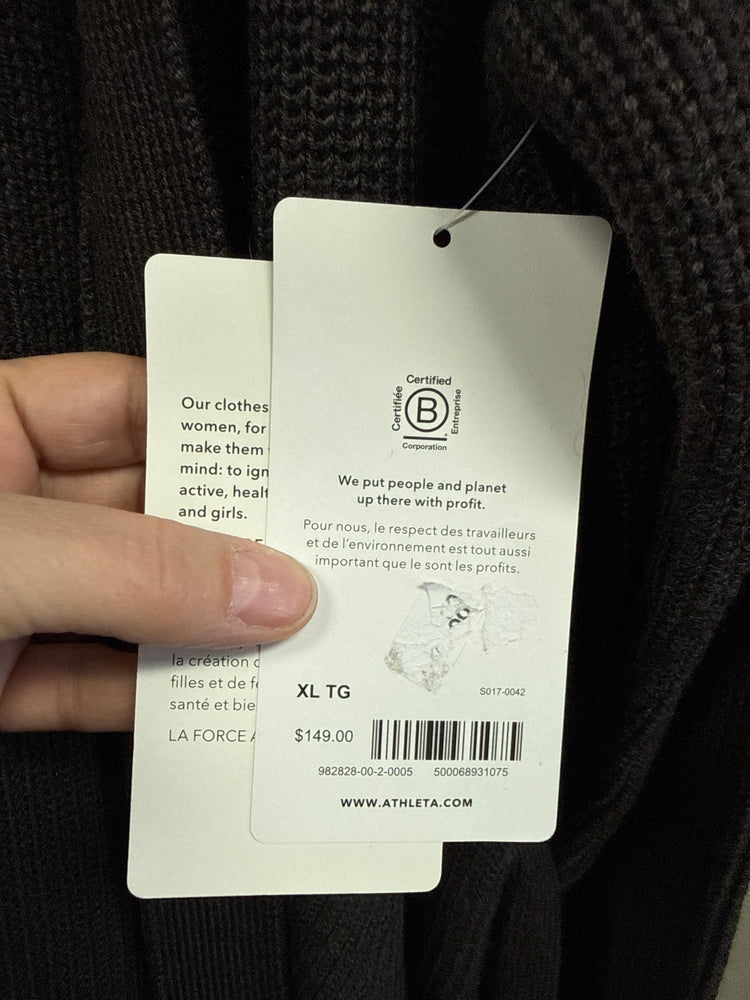 Our clothes
women, for
make them
mind: to ign
active, healt
and girls.
la création
filles et de
santé et bie
LA FORCE
Certified
Certifiée
B
Entreprise
Corporation
We put people and planet
up there with profit.
Pour nous, le respect des travailleurs
et de l'environnement est tout aussi
important que le sont les profits.
XL TG
S017-0042
$149.00
982828-00-2-0005 500068931075
WWW.ATHLETA.COM